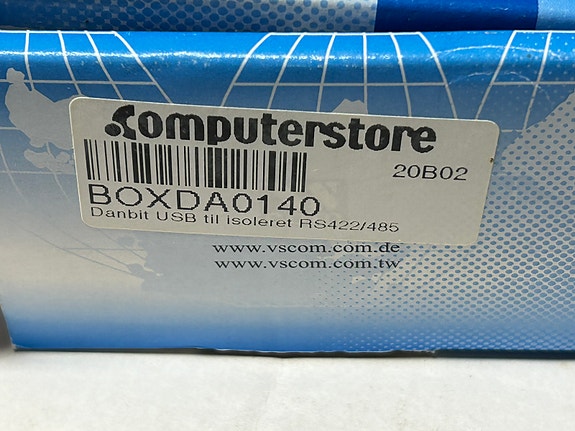 .computerstore
20B02
BOXDA0140
Danbit USB til isoleret RS422/485
www.vscom.com.de
www.vscom.com.tw